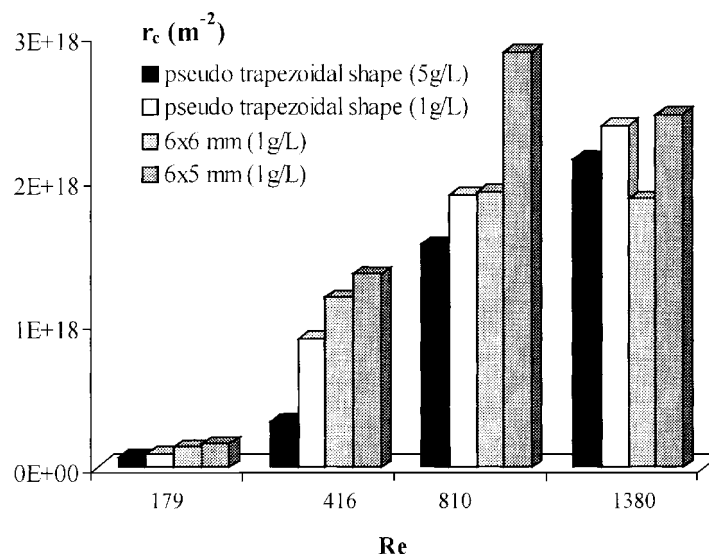 3E+18
2E+18
1E+18
0E+00
r_c (m^-2)
pseudo trapezoidal shape (5g/L)
pseudo trapezoidal shape (1g/L)
6x6 mm (1g/L)
6x5 mm (1g/L)
179 416 810 1380
Re